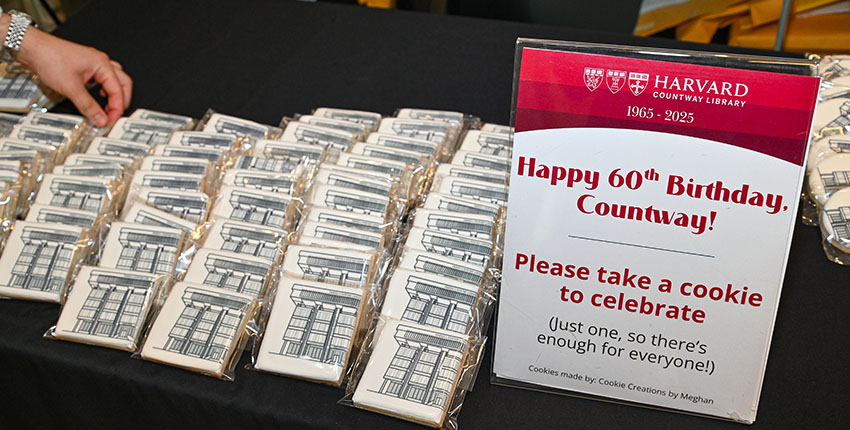 HARVARD
COUNTWAY LIBRARY
1965 - 2025
Happy 60th Birthday,
Countway!
Please take a cookie
to celebrate
(Just one, so there's
enough for everyone!)
Cookies made by: Cookie Creations by Meghan